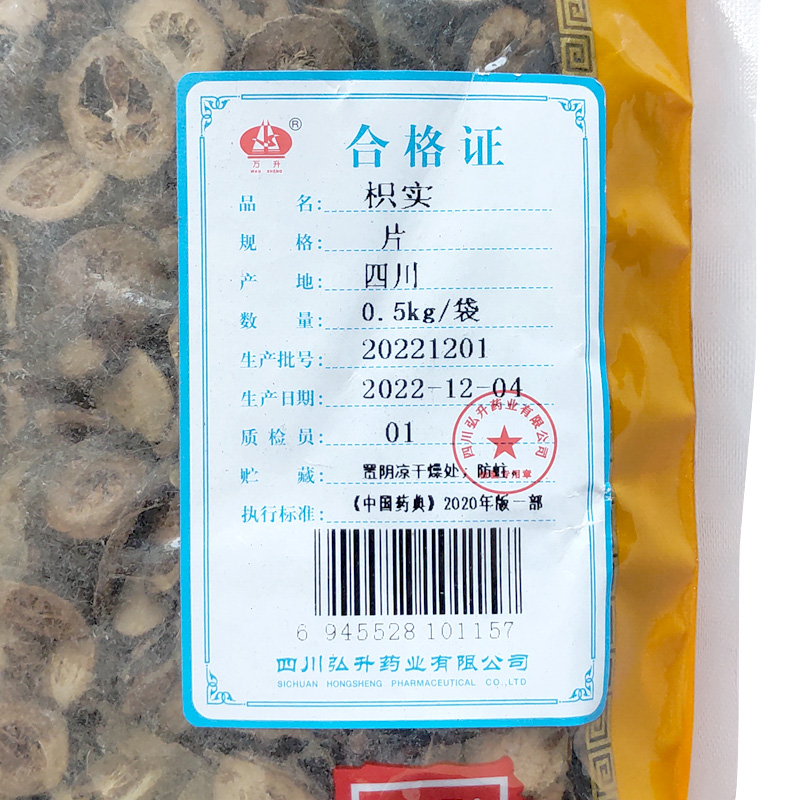 ®
万 升
WAN SHENG
合格证
品 名: 枳实
规 格: 片
产 地: 四川
数 量: 0.5kg/袋
生产批号: 20221201
生产日期: 2022-12-04
质 检 员: 01
四川弘升药业有限公司
专用章
贮 藏: 置阴凉干燥处,防蛀。
执行标准: 《中国药典》2020年版一部
6 945528 101157
四川弘升药业有限公司
SICHUAN HONGSHENG PHARMACEUTICAL CO.,LTD